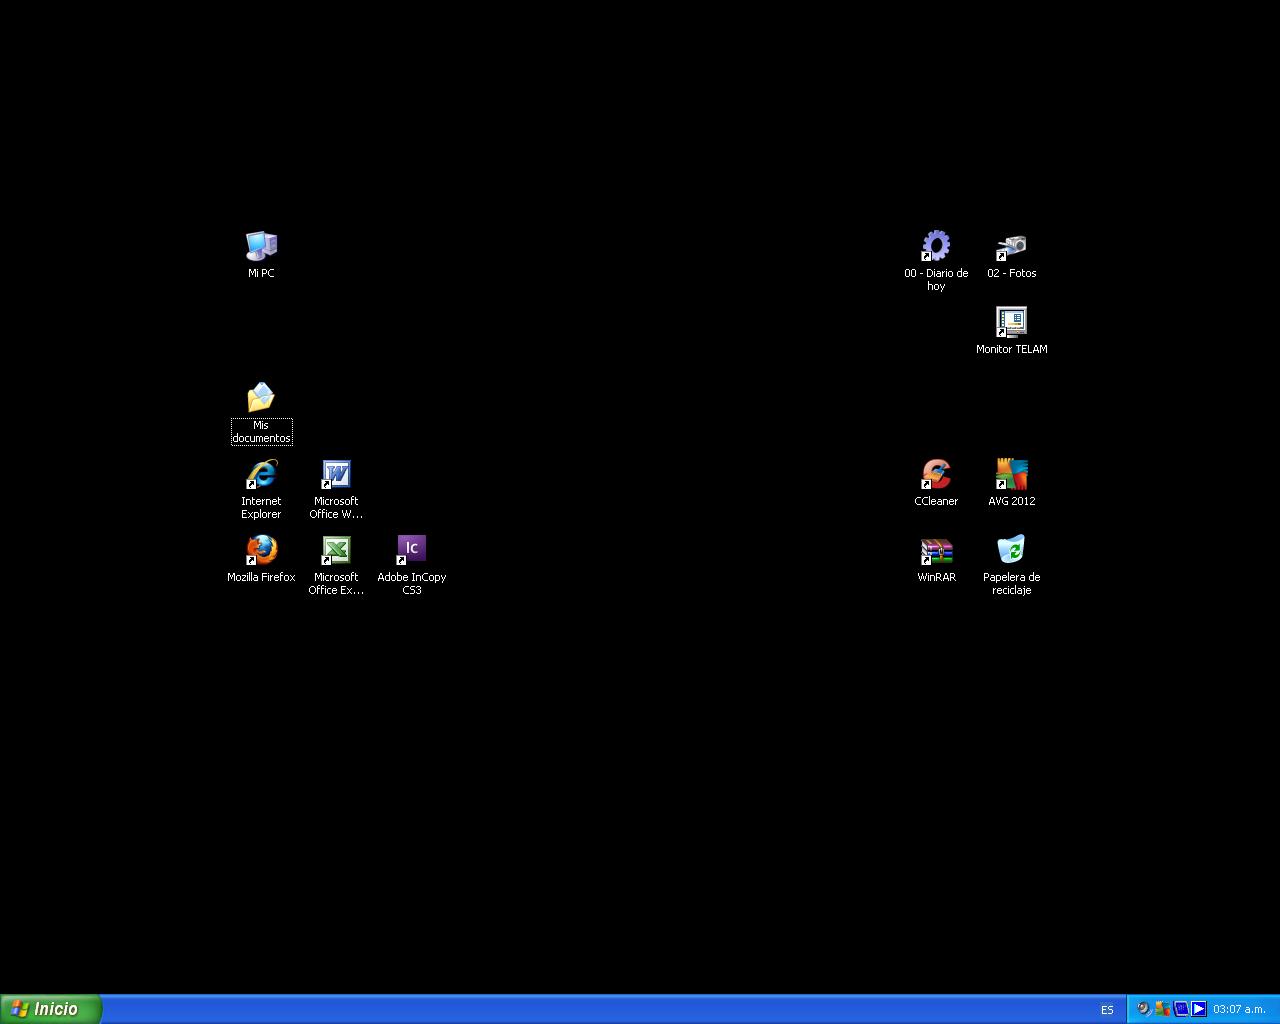 Mi PC
00 - Diario de
hoy
02 - Fotos
Monitor TELAM
Mis
documentos
Internet
Explorer
Microsoft
Office W...
CCleaner
AVG 2012
Mozilla Firefox
Microsoft
Office Ex...
Ic
Adobe InCopy
CS3
WinRAR
Papelera de
reciclaje
Inicio
ES
03:07 a.m.